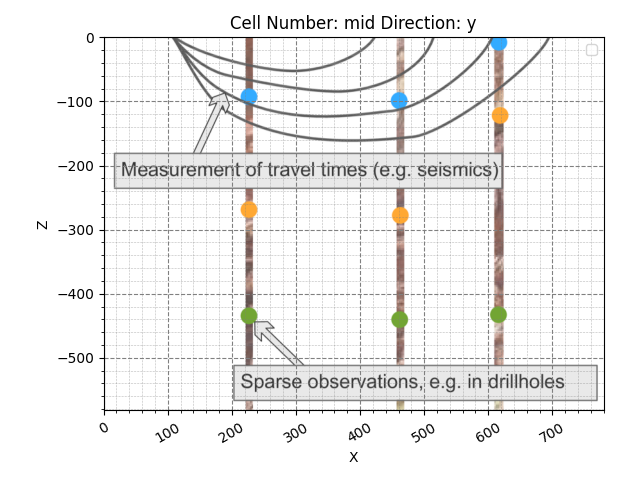 Cell Number: mid Direction: y
0
−100
−200
−300
−400
−500
Z
Measurement of travel times (e.g. seismics)
Sparse observations, e.g. in drillholes
0
100
200
300
400
500
600
700
X